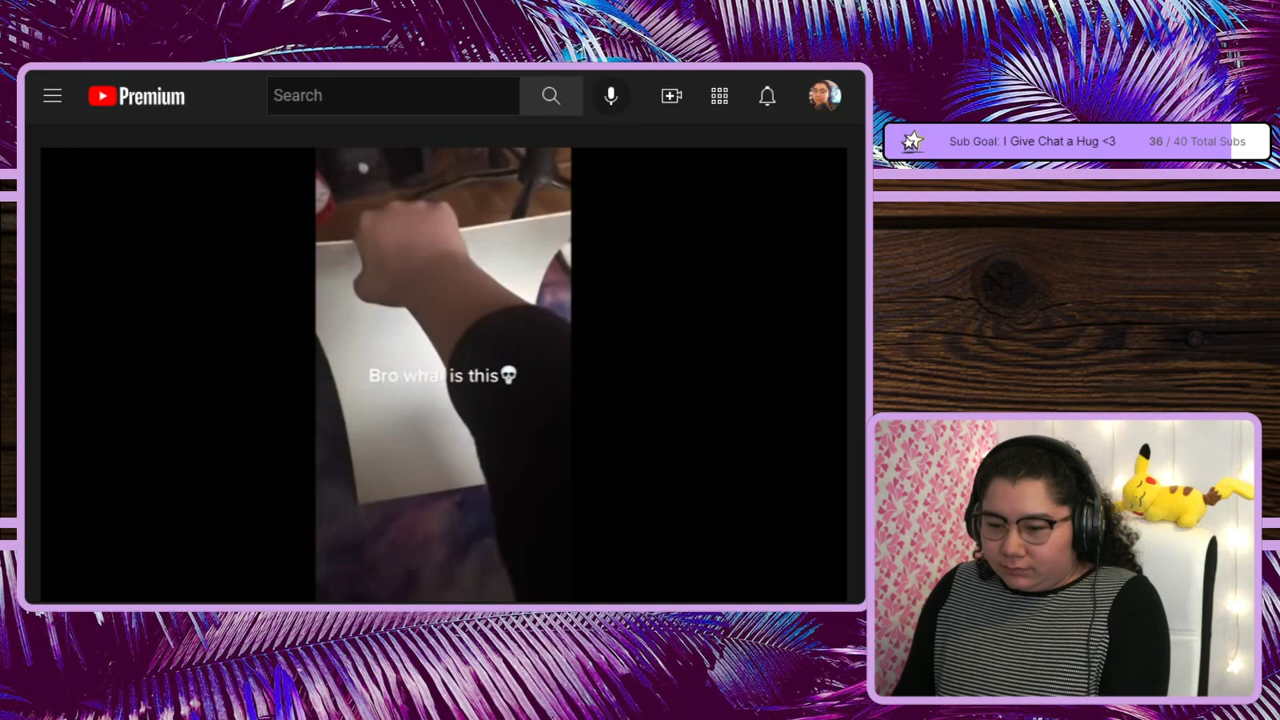 Premium
Search
Sub Goal: I Give Chat a Hug <3
36 / 40 Total Subs
Bro what is this💀